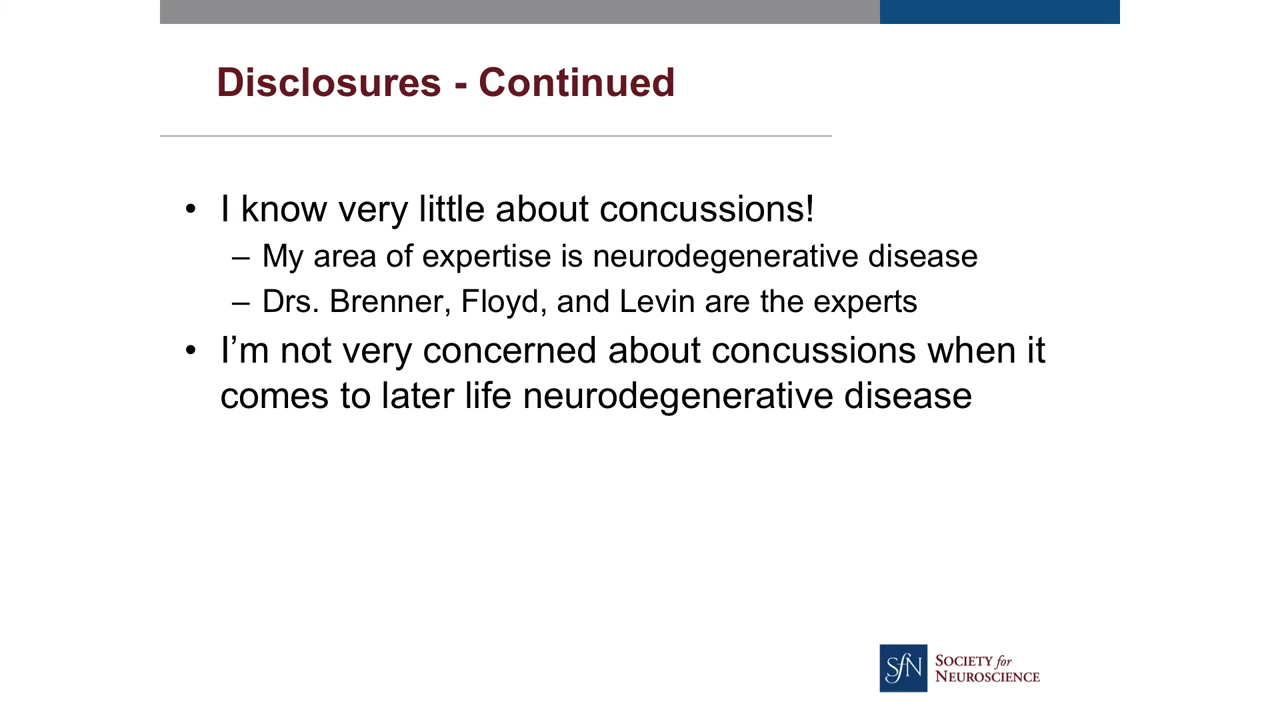 Disclosures - Continued
• I know very little about concussions!
– My area of expertise is neurodegenerative disease
– Drs. Brenner, Floyd, and Levin are the experts
• I’m not very concerned about concussions when it
comes to later life neurodegenerative disease
SfN
SOCIETY for
NEUROSCIENCE